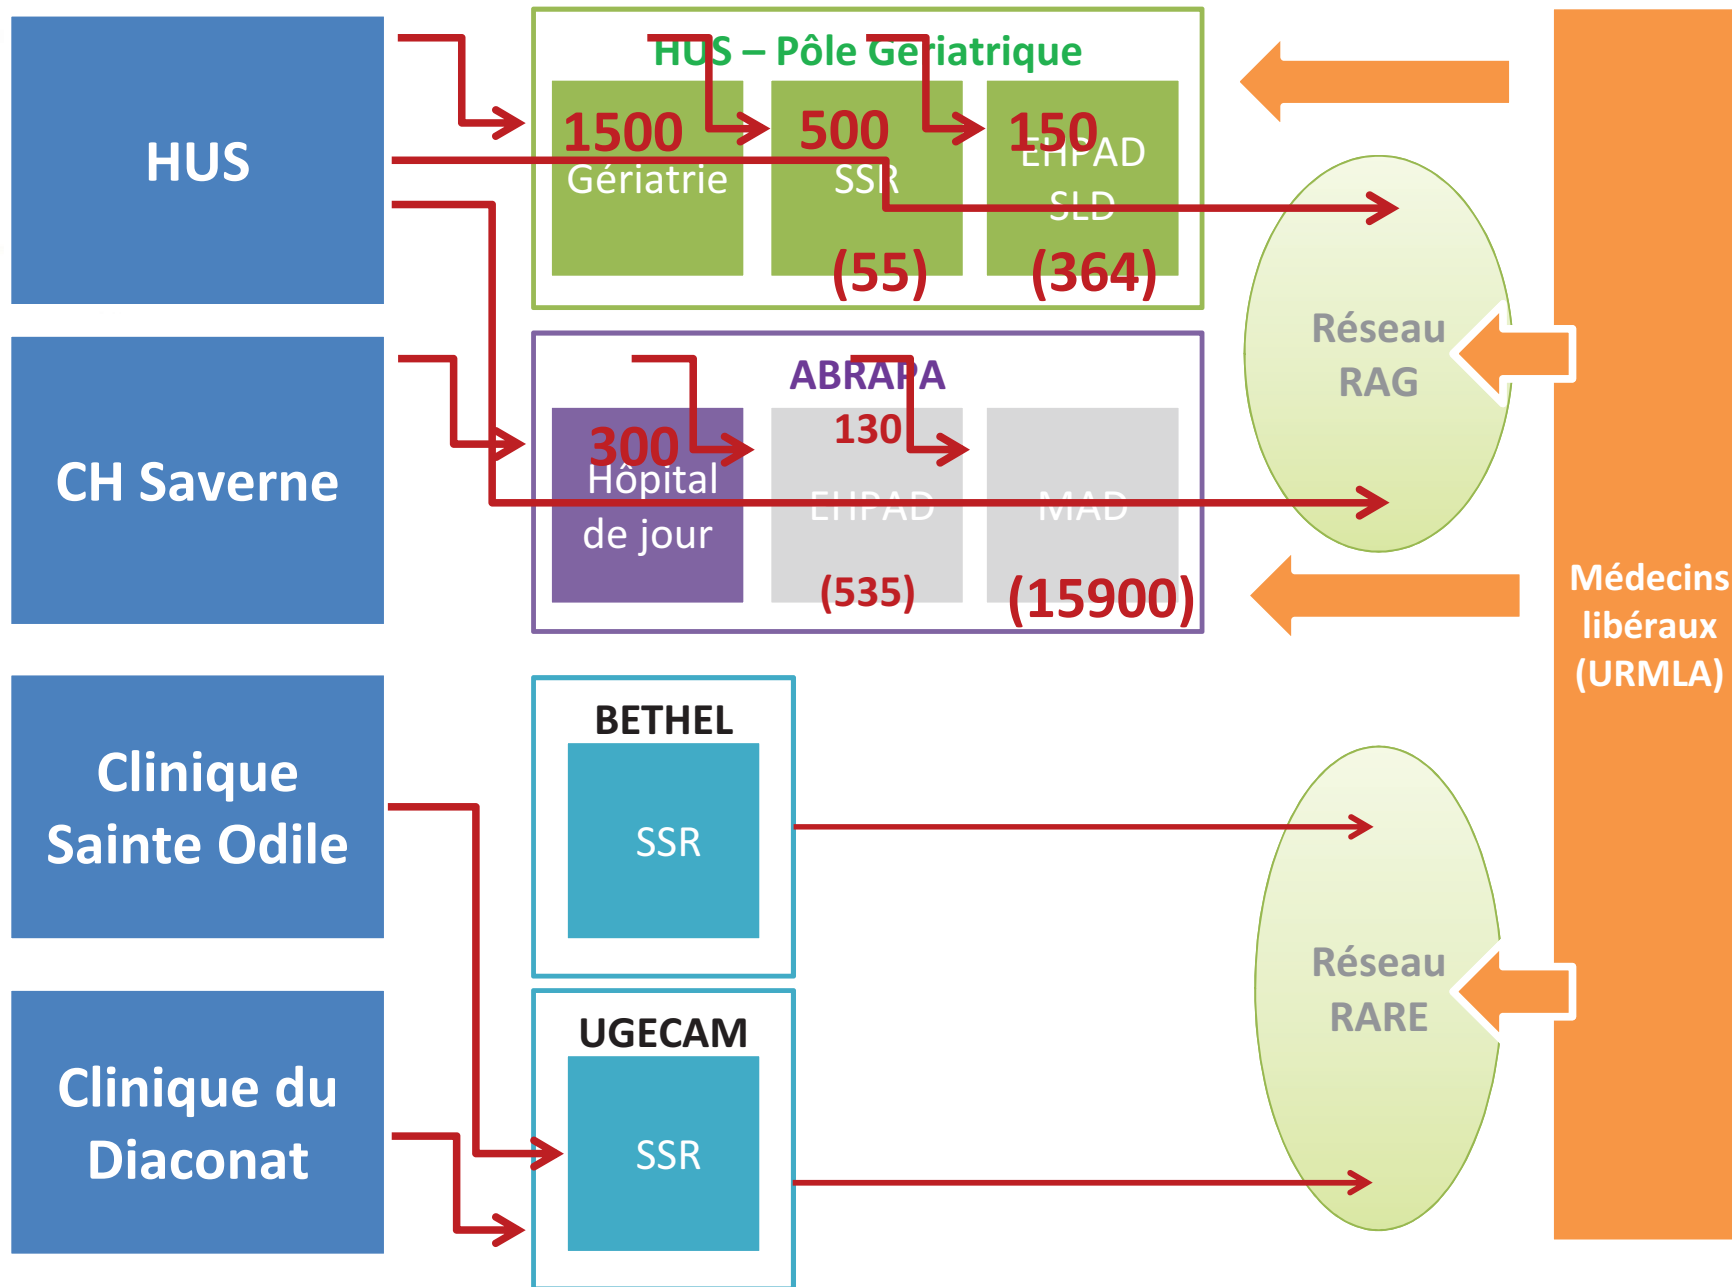 HUS
HUS – Pôle Gériatrique
1500
Gériatrie
500
SSR
(55)
150
EHPAD
SLD
(364)
CH Saverne
ABRAPA
300
Hôpital
de jour
130
EHPAD
(535)
MAD
(15900)
Réseau
RAG
Médecins
libéraux
(URMLA)
Clinique
Sainte Odile
BETHEL
SSR
Clinique du
Diaconat
UGECAM
SSR
Réseau
RARE